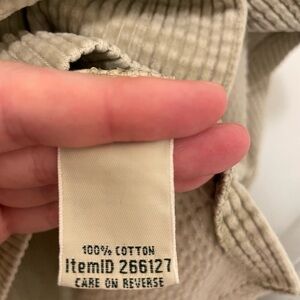 100% COTTON
ItemID 266127
CARE ON REVERSE